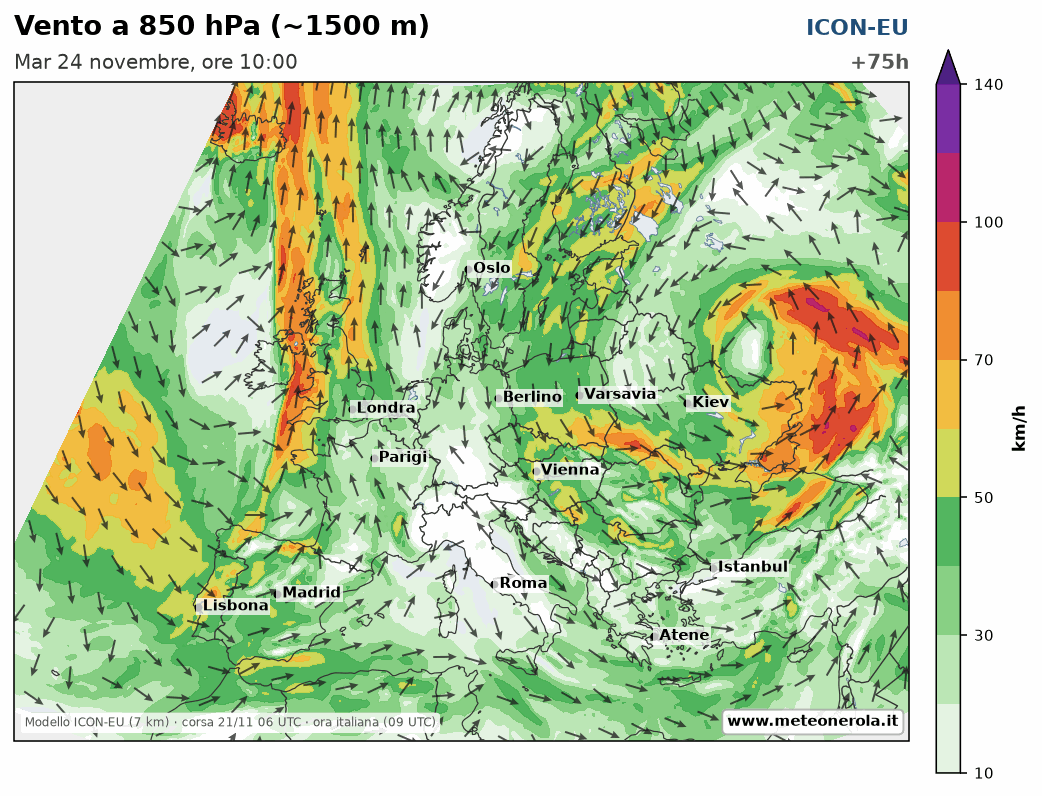 Vento a 850 hPa (~1500 m)
ICON-EU
Mar 24 novembre, ore 10:00
+75h
140
100
70
50
30
10
km/h
Oslo
Berlino
Varsavia
Kiev
Londra
Parigi
Vienna
Istanbul
Roma
Madrid
Lisbona
Atene
Modello ICON-EU (7 km) · corsa 21/11 06 UTC · ora italiana (09 UTC)
www.meteonerola.it